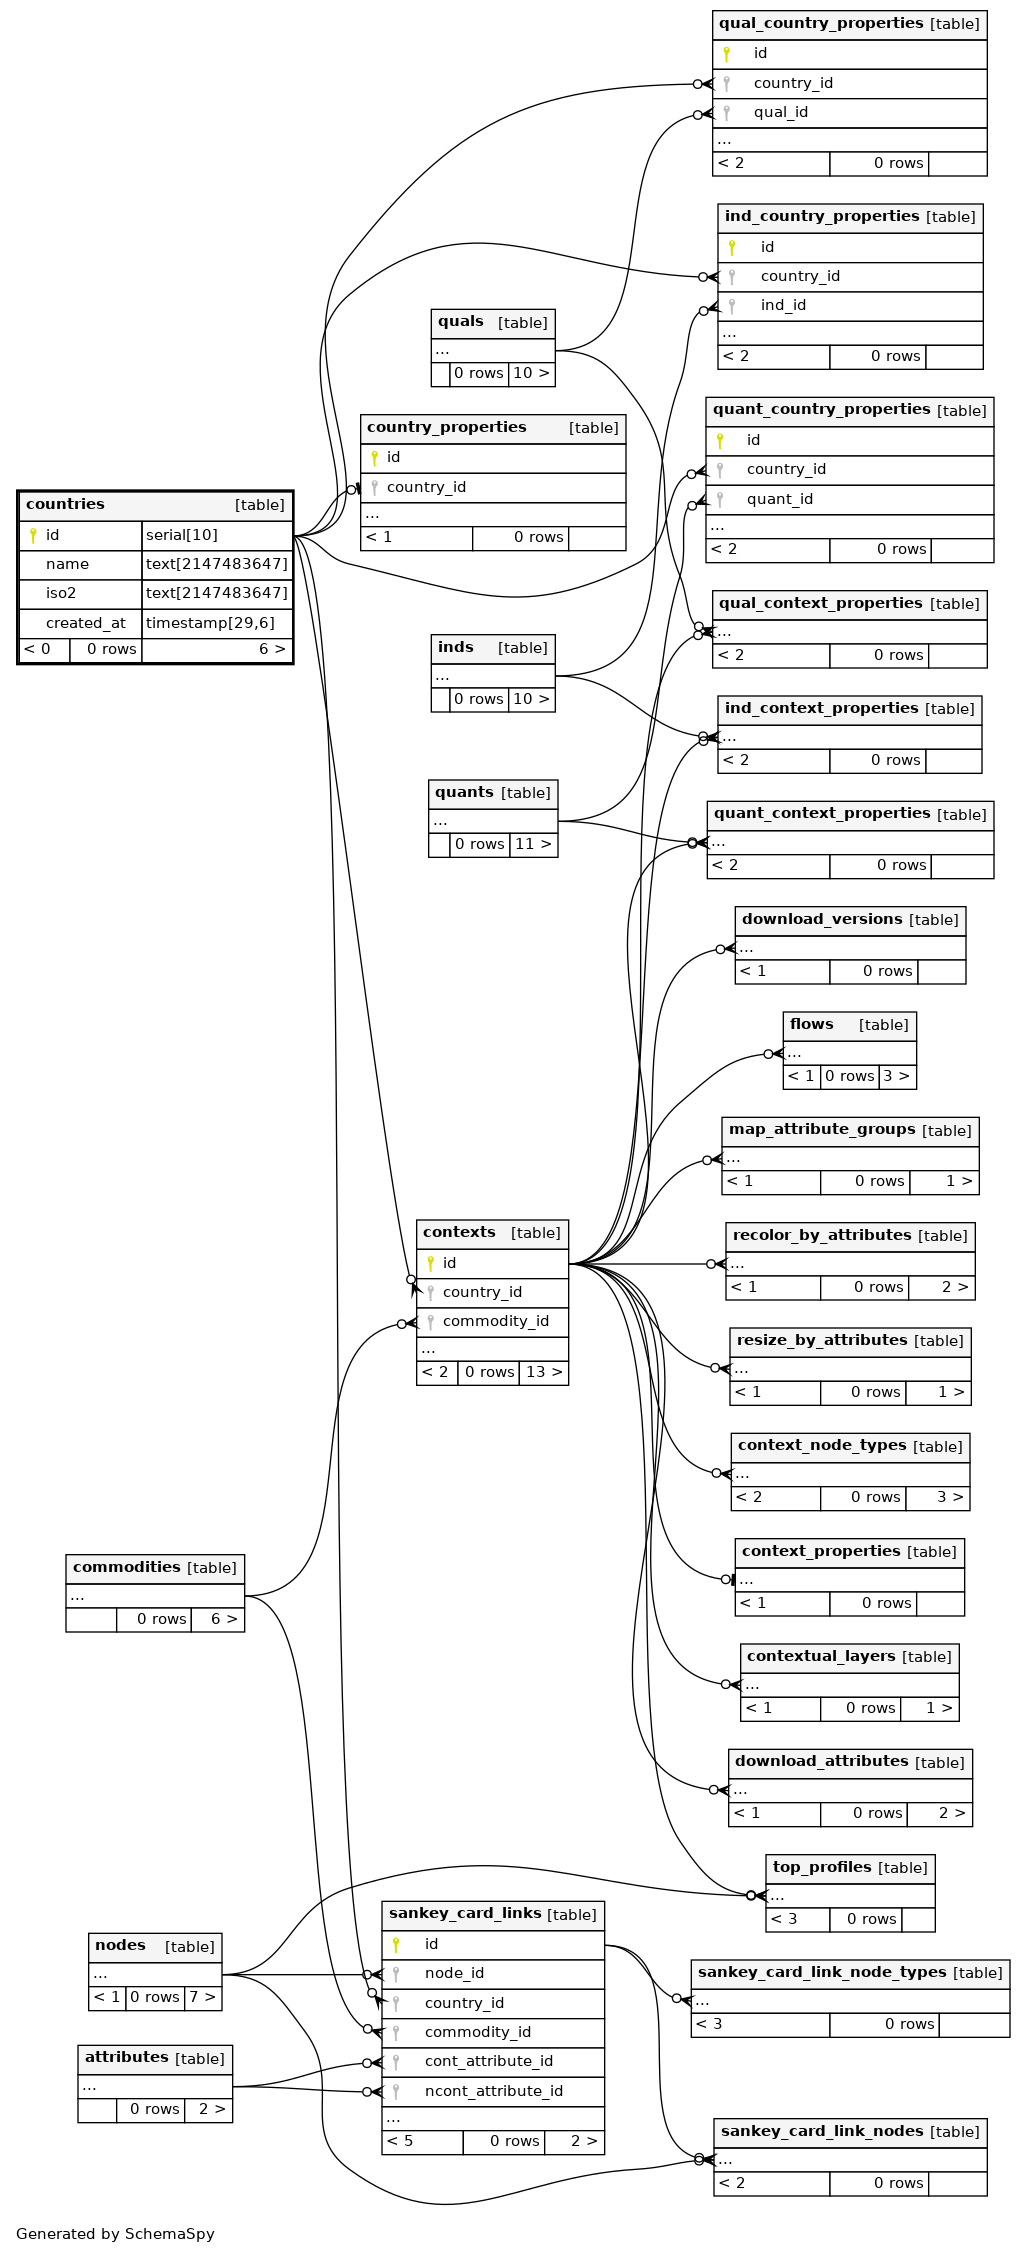 qual_country_properties [table]
id
country_id
qual_id
...
< 2 0 rows
ind_country_properties [table]
id
country_id
ind_id
...
< 2 0 rows
quals [table]
...
0 rows 10 >
quant_country_properties [table]
id
country_id
quant_id
...
< 2 0 rows
country_properties [table]
id
country_id
...
< 1 0 rows
countries [table]
id serial[10]
name text[2147483647]
iso2 text[2147483647]
created_at timestamp[29,6]
< 0 0 rows 6 >
qual_context_properties [table]
...
< 2 0 rows
inds [table]
...
0 rows 10 >
ind_context_properties [table]
...
< 2 0 rows
quants [table]
...
0 rows 11 >
quant_context_properties [table]
...
< 2 0 rows
download_versions [table]
...
< 1 0 rows
flows [table]
...
< 1 0 rows 3 >
map_attribute_groups [table]
...
< 1 0 rows 1 >
contexts [table]
id
country_id
commodity_id
...
< 2 0 rows 13 >
recolor_by_attributes [table]
...
< 1 0 rows 2 >
resize_by_attributes [table]
...
< 1 0 rows 1 >
context_node_types [table]
...
< 2 0 rows 3 >
commodities [table]
...
0 rows 6 >
context_properties [table]
...
< 1 0 rows
contextual_layers [table]
...
< 1 0 rows 1 >
download_attributes [table]
...
< 1 0 rows 2 >
top_profiles [table]
...
< 3 0 rows
nodes [table]
...
< 1 0 rows 7 >
sankey_card_links [table]
id
node_id
country_id
commodity_id
cont_attribute_id
ncont_attribute_id
...
< 5 0 rows 2 >
sankey_card_link_node_types [table]
...
< 3 0 rows
attributes [table]
...
0 rows 2 >
sankey_card_link_nodes [table]
...
< 2 0 rows
Generated by SchemaSpy